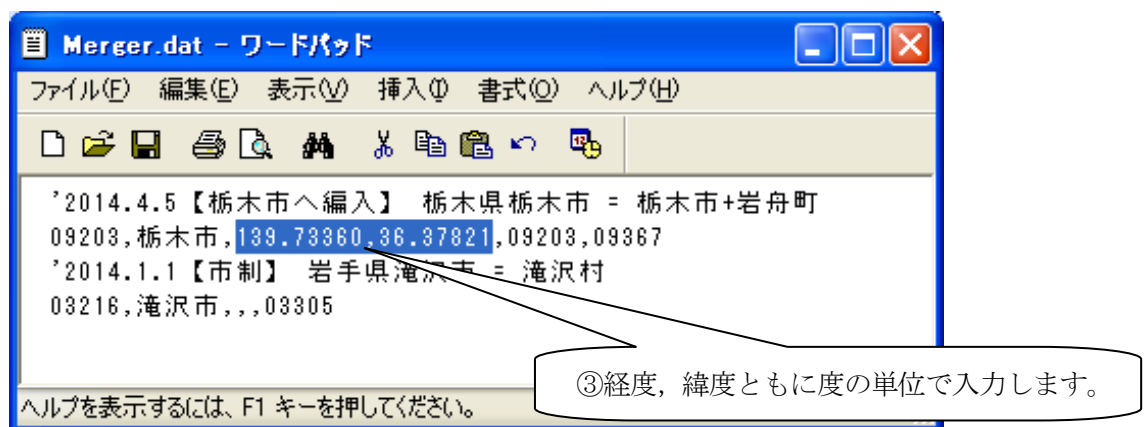 Merger.dat - ワードパッド
ファイル(F) 編集(E) 表示(V) 挿入(I) 書式(O) ヘルプ(H)
'2014.4.5【栃木市へ編入】 栃木県栃木市 = 栃木市+岩舟町
09203,栃木市,139.73360,36.37821,09203,09367
'2014.1.1【市制】 岩手県滝沢市 = 滝沢村
03216,滝沢市,,,03305
③経度，緯度ともに度の単位で入力します。
ヘルプを表示するには、F1 キーを押してください。